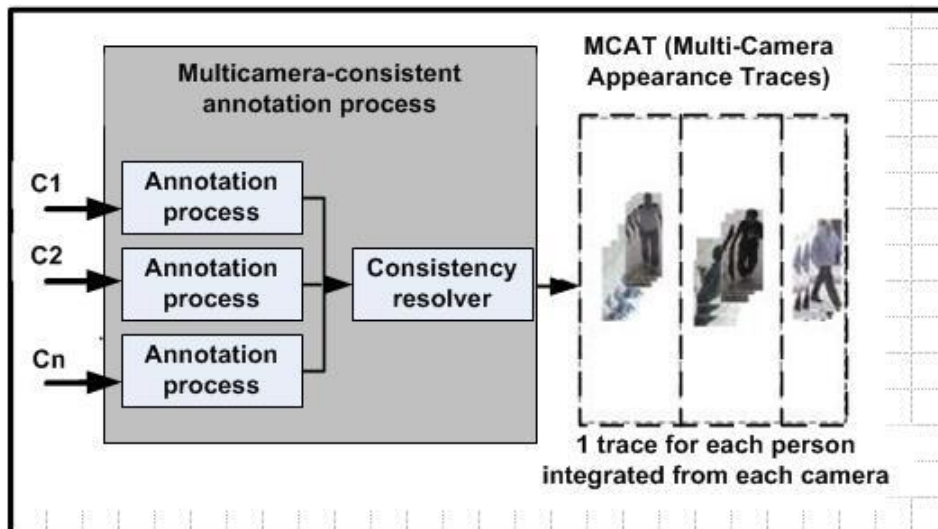 MCAT (Multi-Camera
Appearance Traces)
Multicamera-consistent
annotation process
C1
Annotation
process
C2
Annotation
process
Consistency
resolver
Cn
Annotation
process
1 trace for each person
integrated from each camera